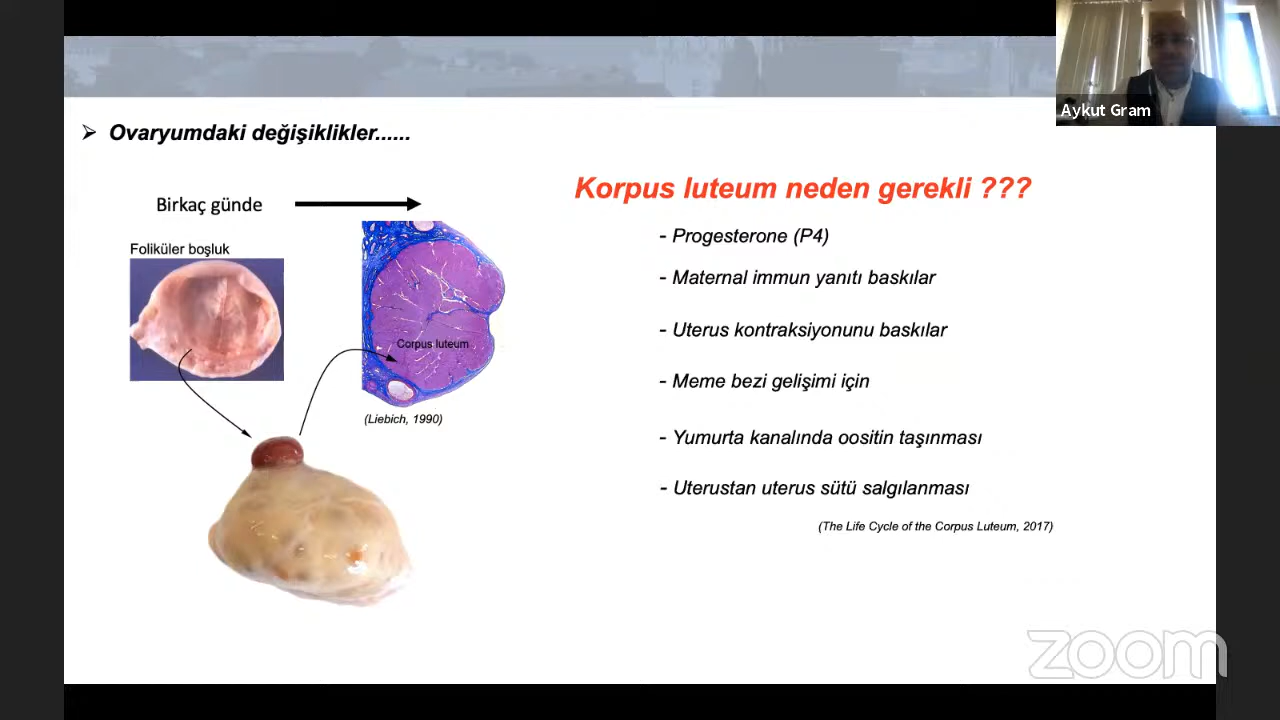 Aykut Gram
➢ Ovaryumdaki değişiklikler......
Birkaç günde
Foliküler boşluk
Corpus luteum
(Liebich, 1990)
Korpus luteum neden gerekli ???
- Progesterone (P4)
- Maternal immun yanıtı baskılar
- Uterus kontraksiyonunu baskılar
- Meme bezi gelişimi için
- Yumurta kanalında oositin taşınması
- Uterustan uterus sütü salgılanması
(The Life Cycle of the Corpus Luteum, 2017)
zoom